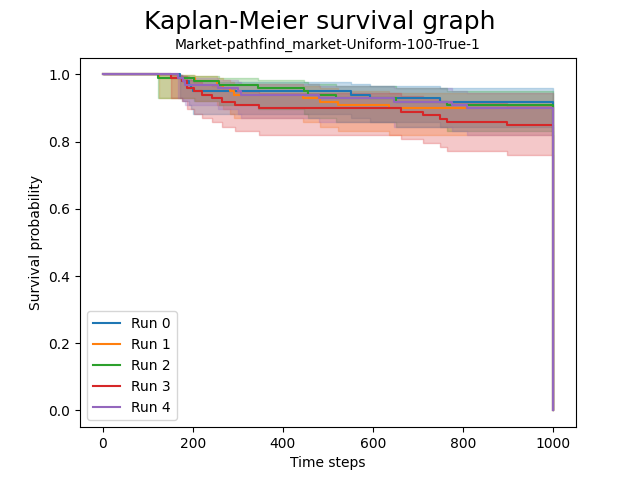 Kaplan-Meier survival graph
Market-pathfind_market-Uniform-100-True-1
1.0
0.8
0.6
0.4
0.2
0.0
Survival probability
Run 0
Run 1
Run 2
Run 3
Run 4
0
200
400
600
800
1000
Time steps